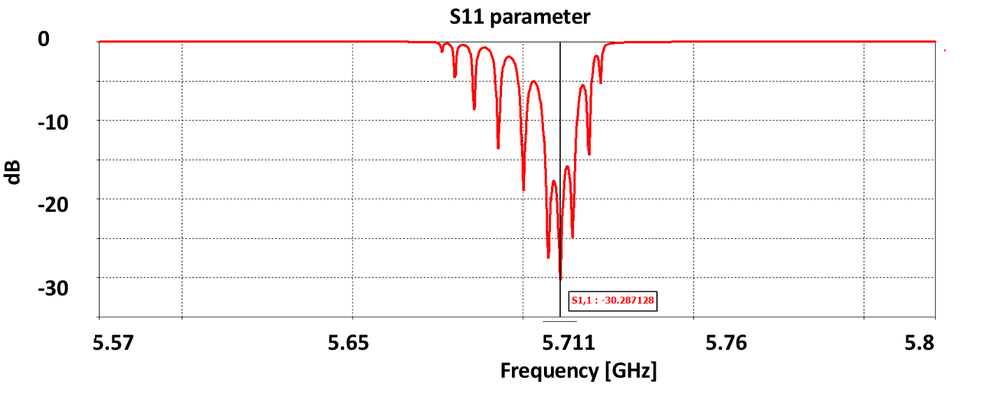 S11 parameter
0
-10
-20
-30
dB
S1,1 : -30.287128
5.57 5.65 5.711 5.76 5.8
Frequency [GHz]